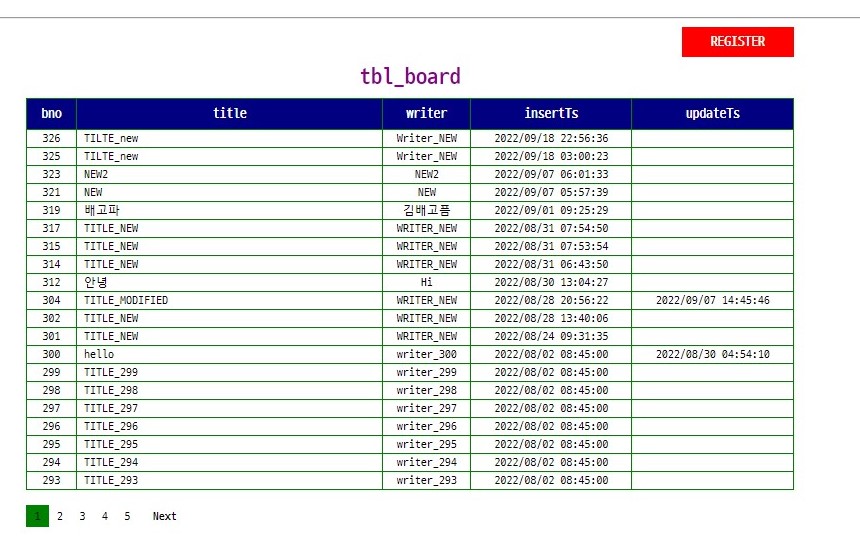 REGISTER
tbl_board
bno title writer insertTs updateTs
326 TILTE_new Writer_NEW 2022/09/18 22:56:36
325 TILTE_new Writer_NEW 2022/09/18 03:00:23
323 NEW2 NEW2 2022/09/07 06:01:33
321 NEW NEW 2022/09/07 05:57:39
319 배고파 김배고픔 2022/09/01 09:25:29
317 TITLE_NEW WRITER_NEW 2022/08/31 07:54:50
315 TITLE_NEW WRITER_NEW 2022/08/31 07:53:54
314 TITLE_NEW WRITER_NEW 2022/08/31 06:43:50
312 안녕 Hi 2022/08/30 13:04:27
304 TITLE_MODIFIED WRITER_NEW 2022/08/28 20:56:22 2022/09/07 14:45:46
302 TITLE_NEW WRITER_NEW 2022/08/28 13:40:06
301 TITLE_NEW WRITER_NEW 2022/08/24 09:31:35
300 hello writer_300 2022/08/02 08:45:00 2022/08/30 04:54:10
299 TITLE_299 writer_299 2022/08/02 08:45:00
298 TITLE_298 writer_298 2022/08/02 08:45:00
297 TITLE_297 writer_297 2022/08/02 08:45:00
296 TITLE_296 writer_296 2022/08/02 08:45:00
295 TITLE_295 writer_295 2022/08/02 08:45:00
294 TITLE_294 writer_294 2022/08/02 08:45:00
293 TITLE_293 writer_293 2022/08/02 08:45:00
1 2 3 4 5 Next